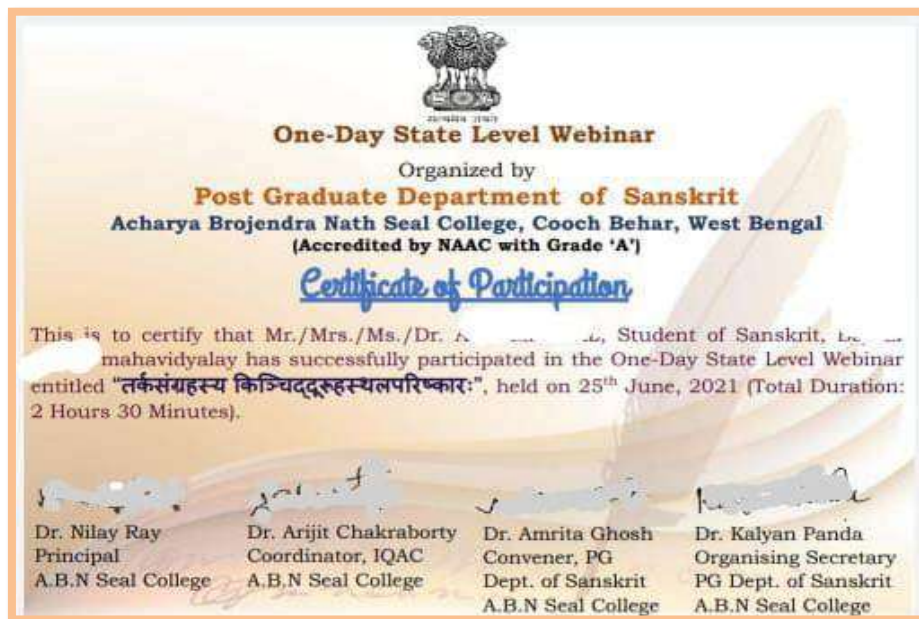 One-Day State Level Webinar
Organized by
Post Graduate Department of Sanskrit
Acharya Brojendra Nath Seal College, Cooch Behar, West Bengal
(Accredited by NAAC with Grade ‘A’)
Certificate of Participation
This is to certify that Mr./Mrs./Ms./Dr. , Student of Sanskrit,
mahavidyalay has successfully participated in the One-Day State Level Webinar
entitled “तर्कसंग्रहस्य किञ्चिद्दूरूहस्थलपरिष्कारः”, held on 25th June, 2021 (Total Duration:
2 Hours 30 Minutes).
Dr. Nilay Ray
Principal
A.B.N Seal College
Dr. Arijit Chakraborty
Coordinator, IQAC
A.B.N Seal College
Dr. Amrita Ghosh
Convener, PG
Dept. of Sanskrit
A.B.N Seal College
Dr. Kalyan Panda
Organising Secretary
PG Dept. of Sanskrit
A.B.N Seal College